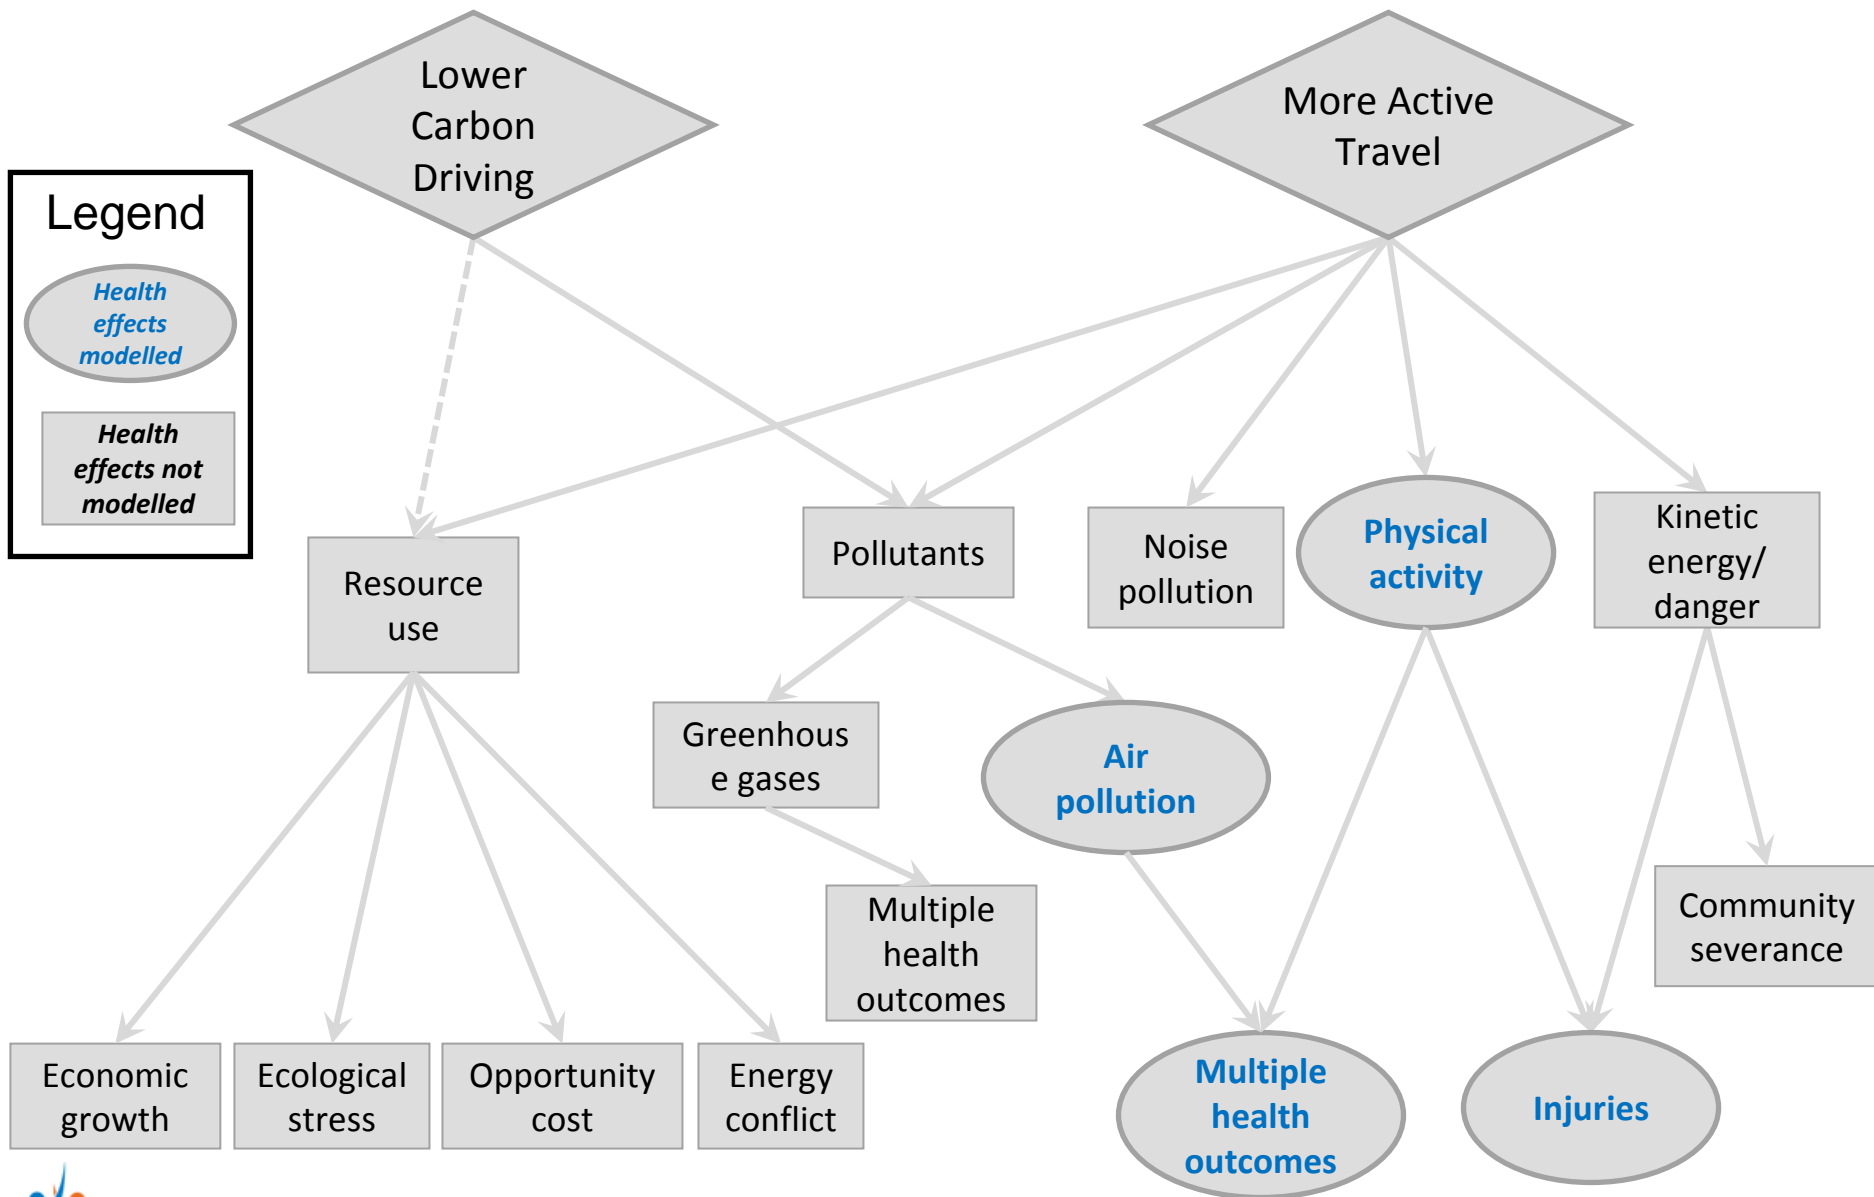 Lower
Carbon
Driving
More Active
Travel
Legend
Health
effects
modelled
Health
effects not
modelled
Resource
use
Pollutants
Noise
pollution
Physical
activity
Kinetic
energy/
danger
Greenhous
e gases
Air
pollution
Multiple
health
outcomes
Community
severance
Economic
growth
Ecological
stress
Opportunity
cost
Energy
conflict
Multiple
health
outcomes
Injuries